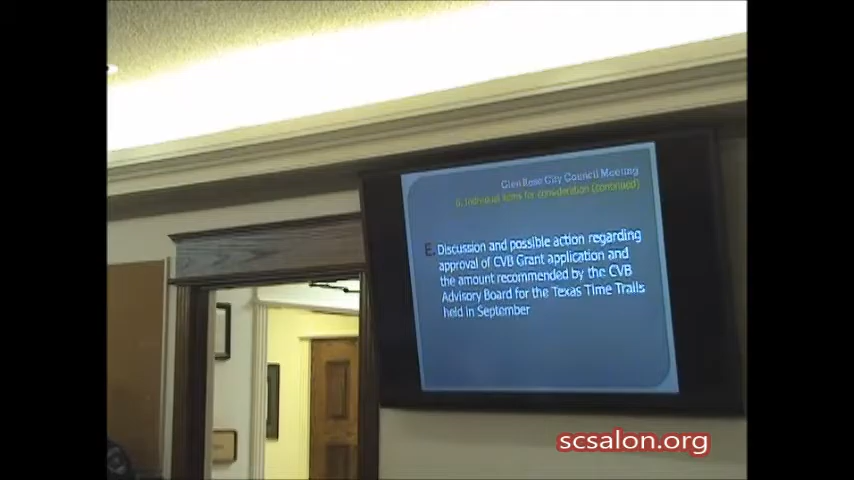 Glen Rose City Council Meeting
6. Individual items for consideration (continued)
E. Discussion and possible action regarding
approval of CVB Grant application and
the amount recommended by the CVB
Advisory Board for the Texas Time Trails
held in September
scsalon.org